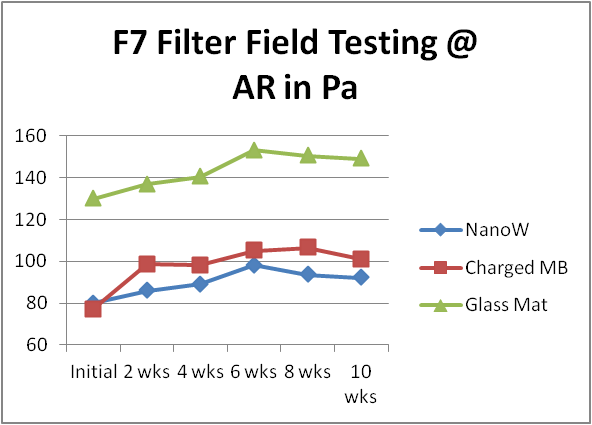 F7 Filter Field Testing @
AR in Pa
160
140
120
100
80
60
Initial 2 wks 4 wks 6 wks 8 wks 10
wks
NanoW
Charged MB
Glass Mat